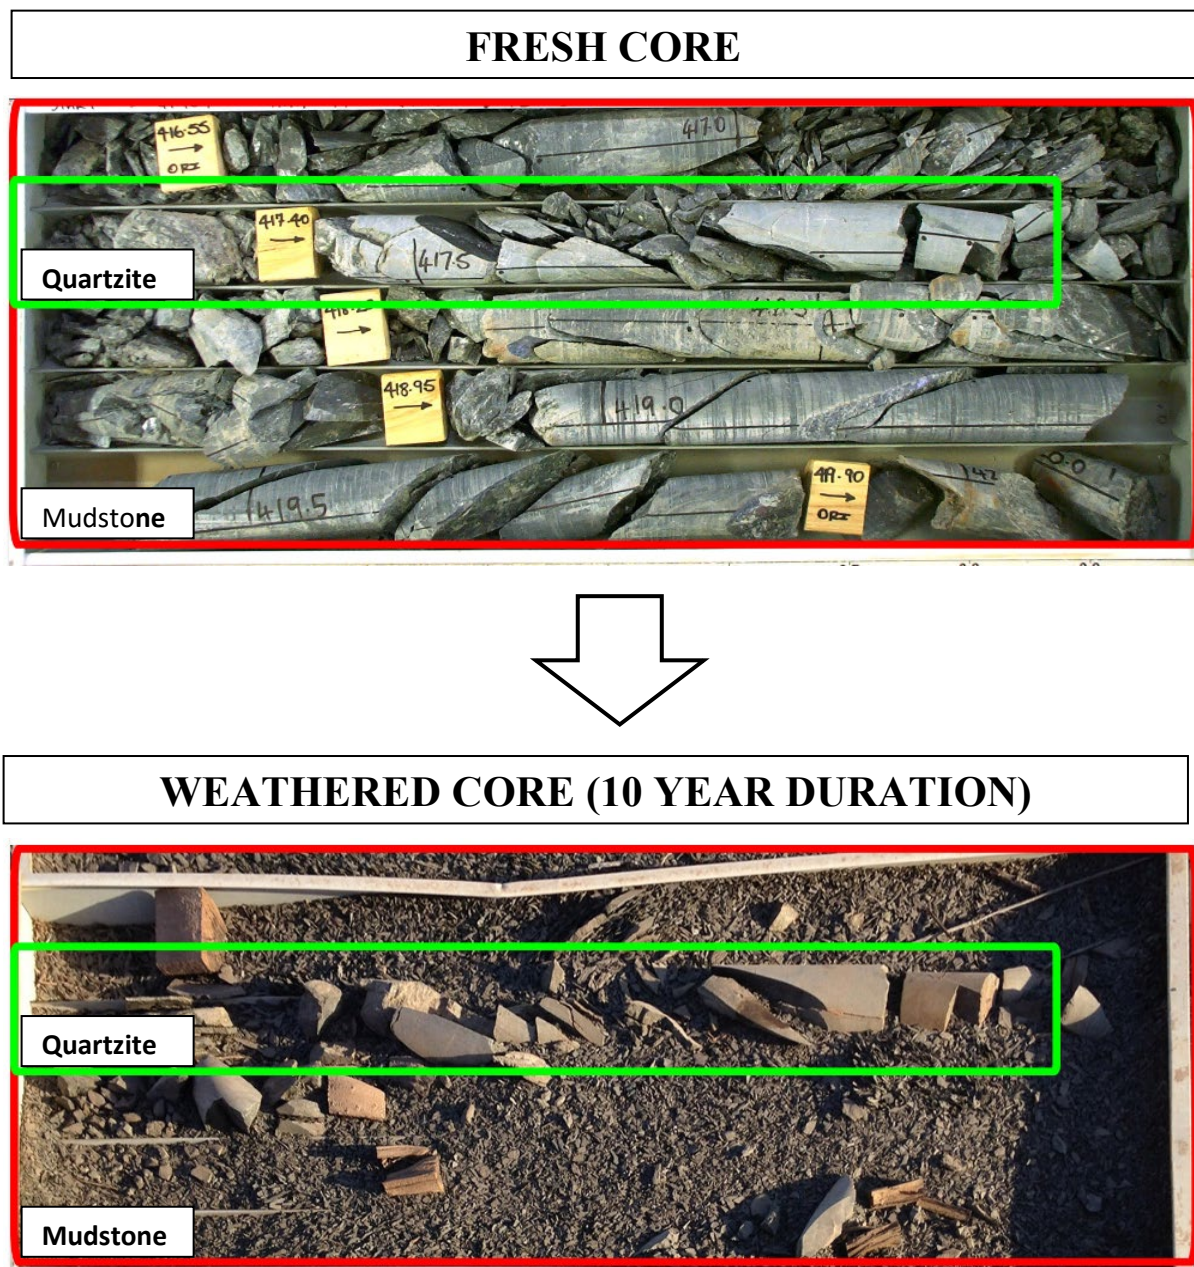 FRESH CORE
416.55
ORI
417.0
417.40
417.5
Quartzite
418.95
419.0
419.5
419.90
ORI
Mudstone
WEATHERED CORE (10 YEAR DURATION)
Quartzite
Mudstone